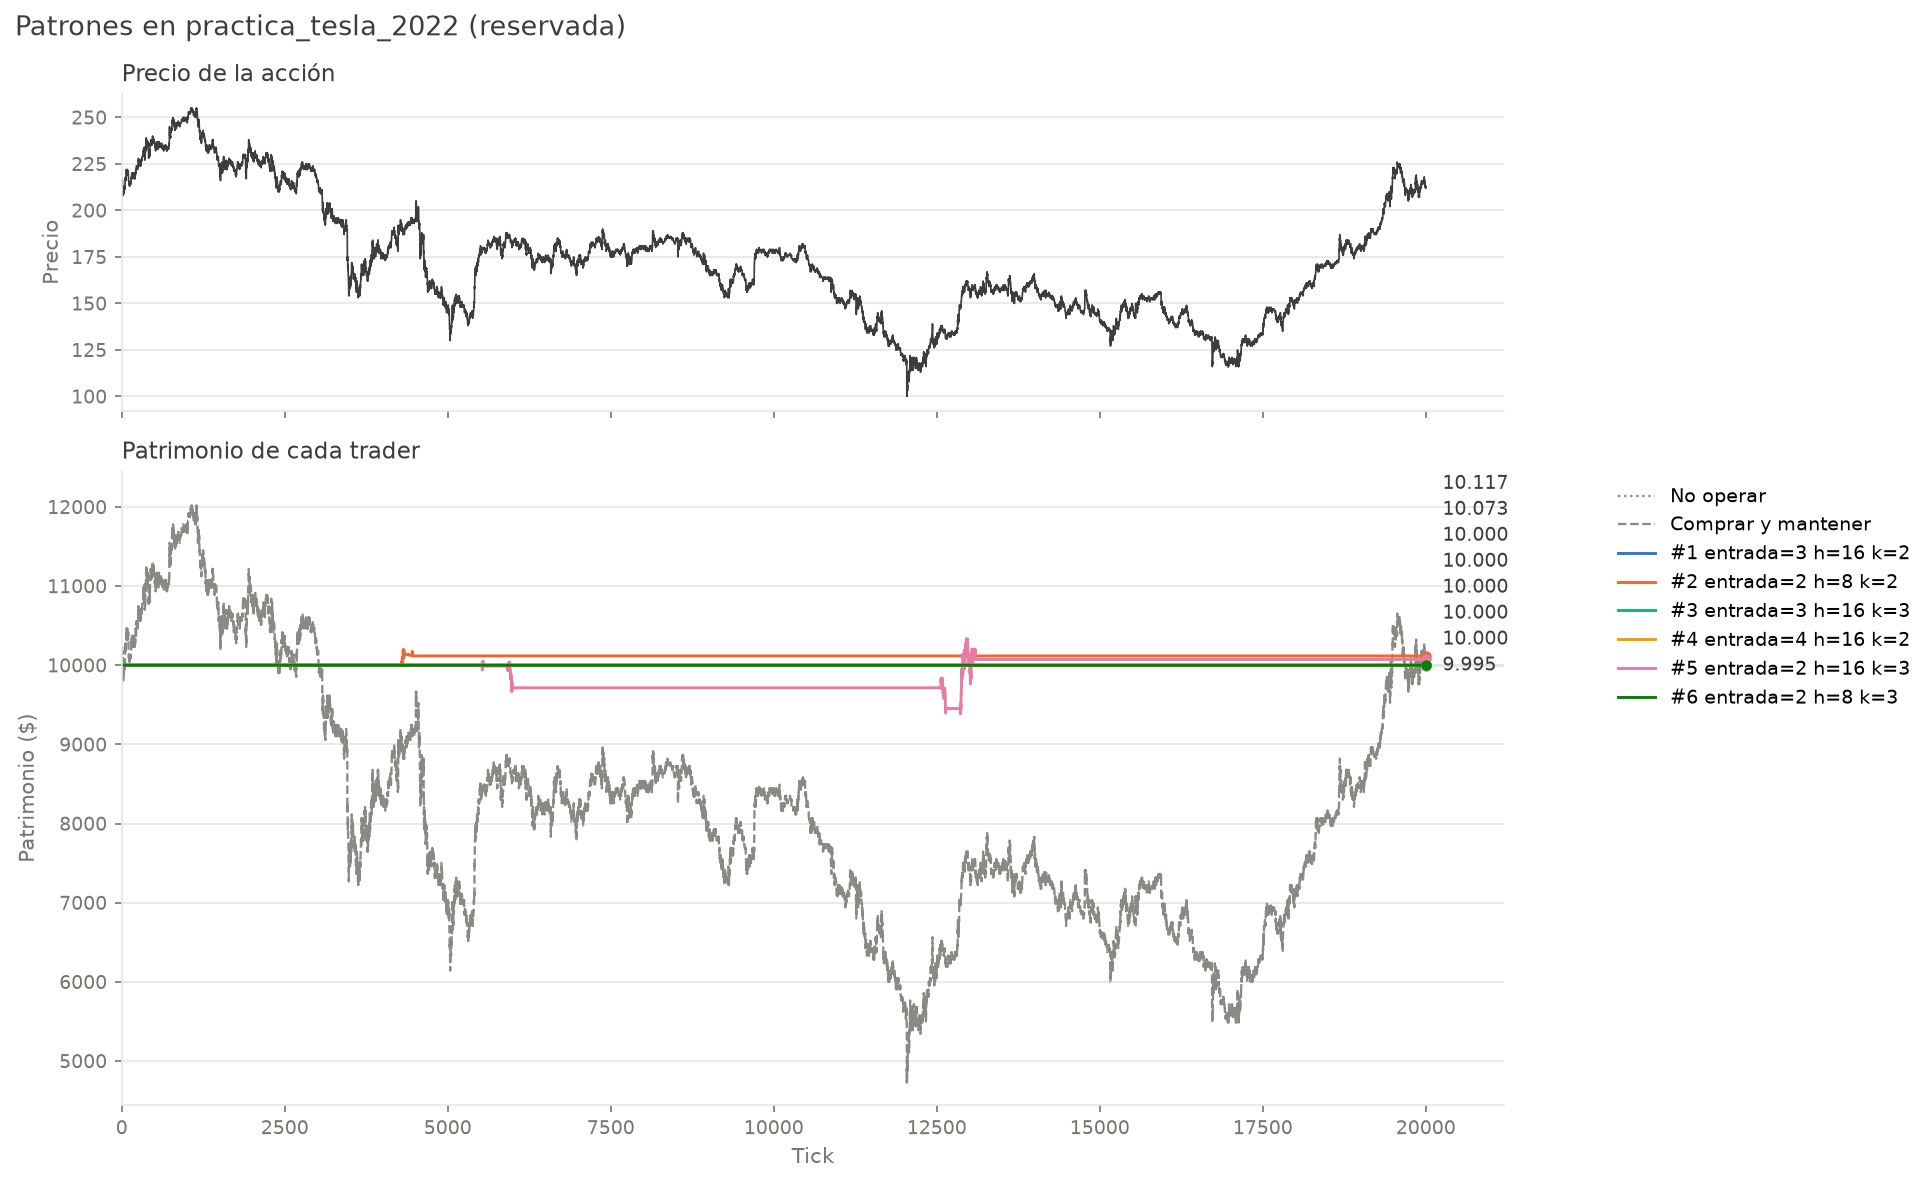 Patrones en practica_tesla_2022 (reservada)
Precio de la acción
Precio
250
225
200
175
150
125
100
Patrimonio de cada trader
Patrimonio ($)
12000
11000
10000
9000
8000
7000
6000
5000
10.117
10.073
10.000
10.000
10.000
10.000
10.000
9.995
0
2500
5000
7500
10000
12500
15000
17500
20000
Tick
No operar
Comprar y mantener
#1 entrada=3 h=16 k=2
#2 entrada=2 h=8 k=2
#3 entrada=3 h=16 k=3
#4 entrada=4 h=16 k=2
#5 entrada=2 h=16 k=3
#6 entrada=2 h=8 k=3